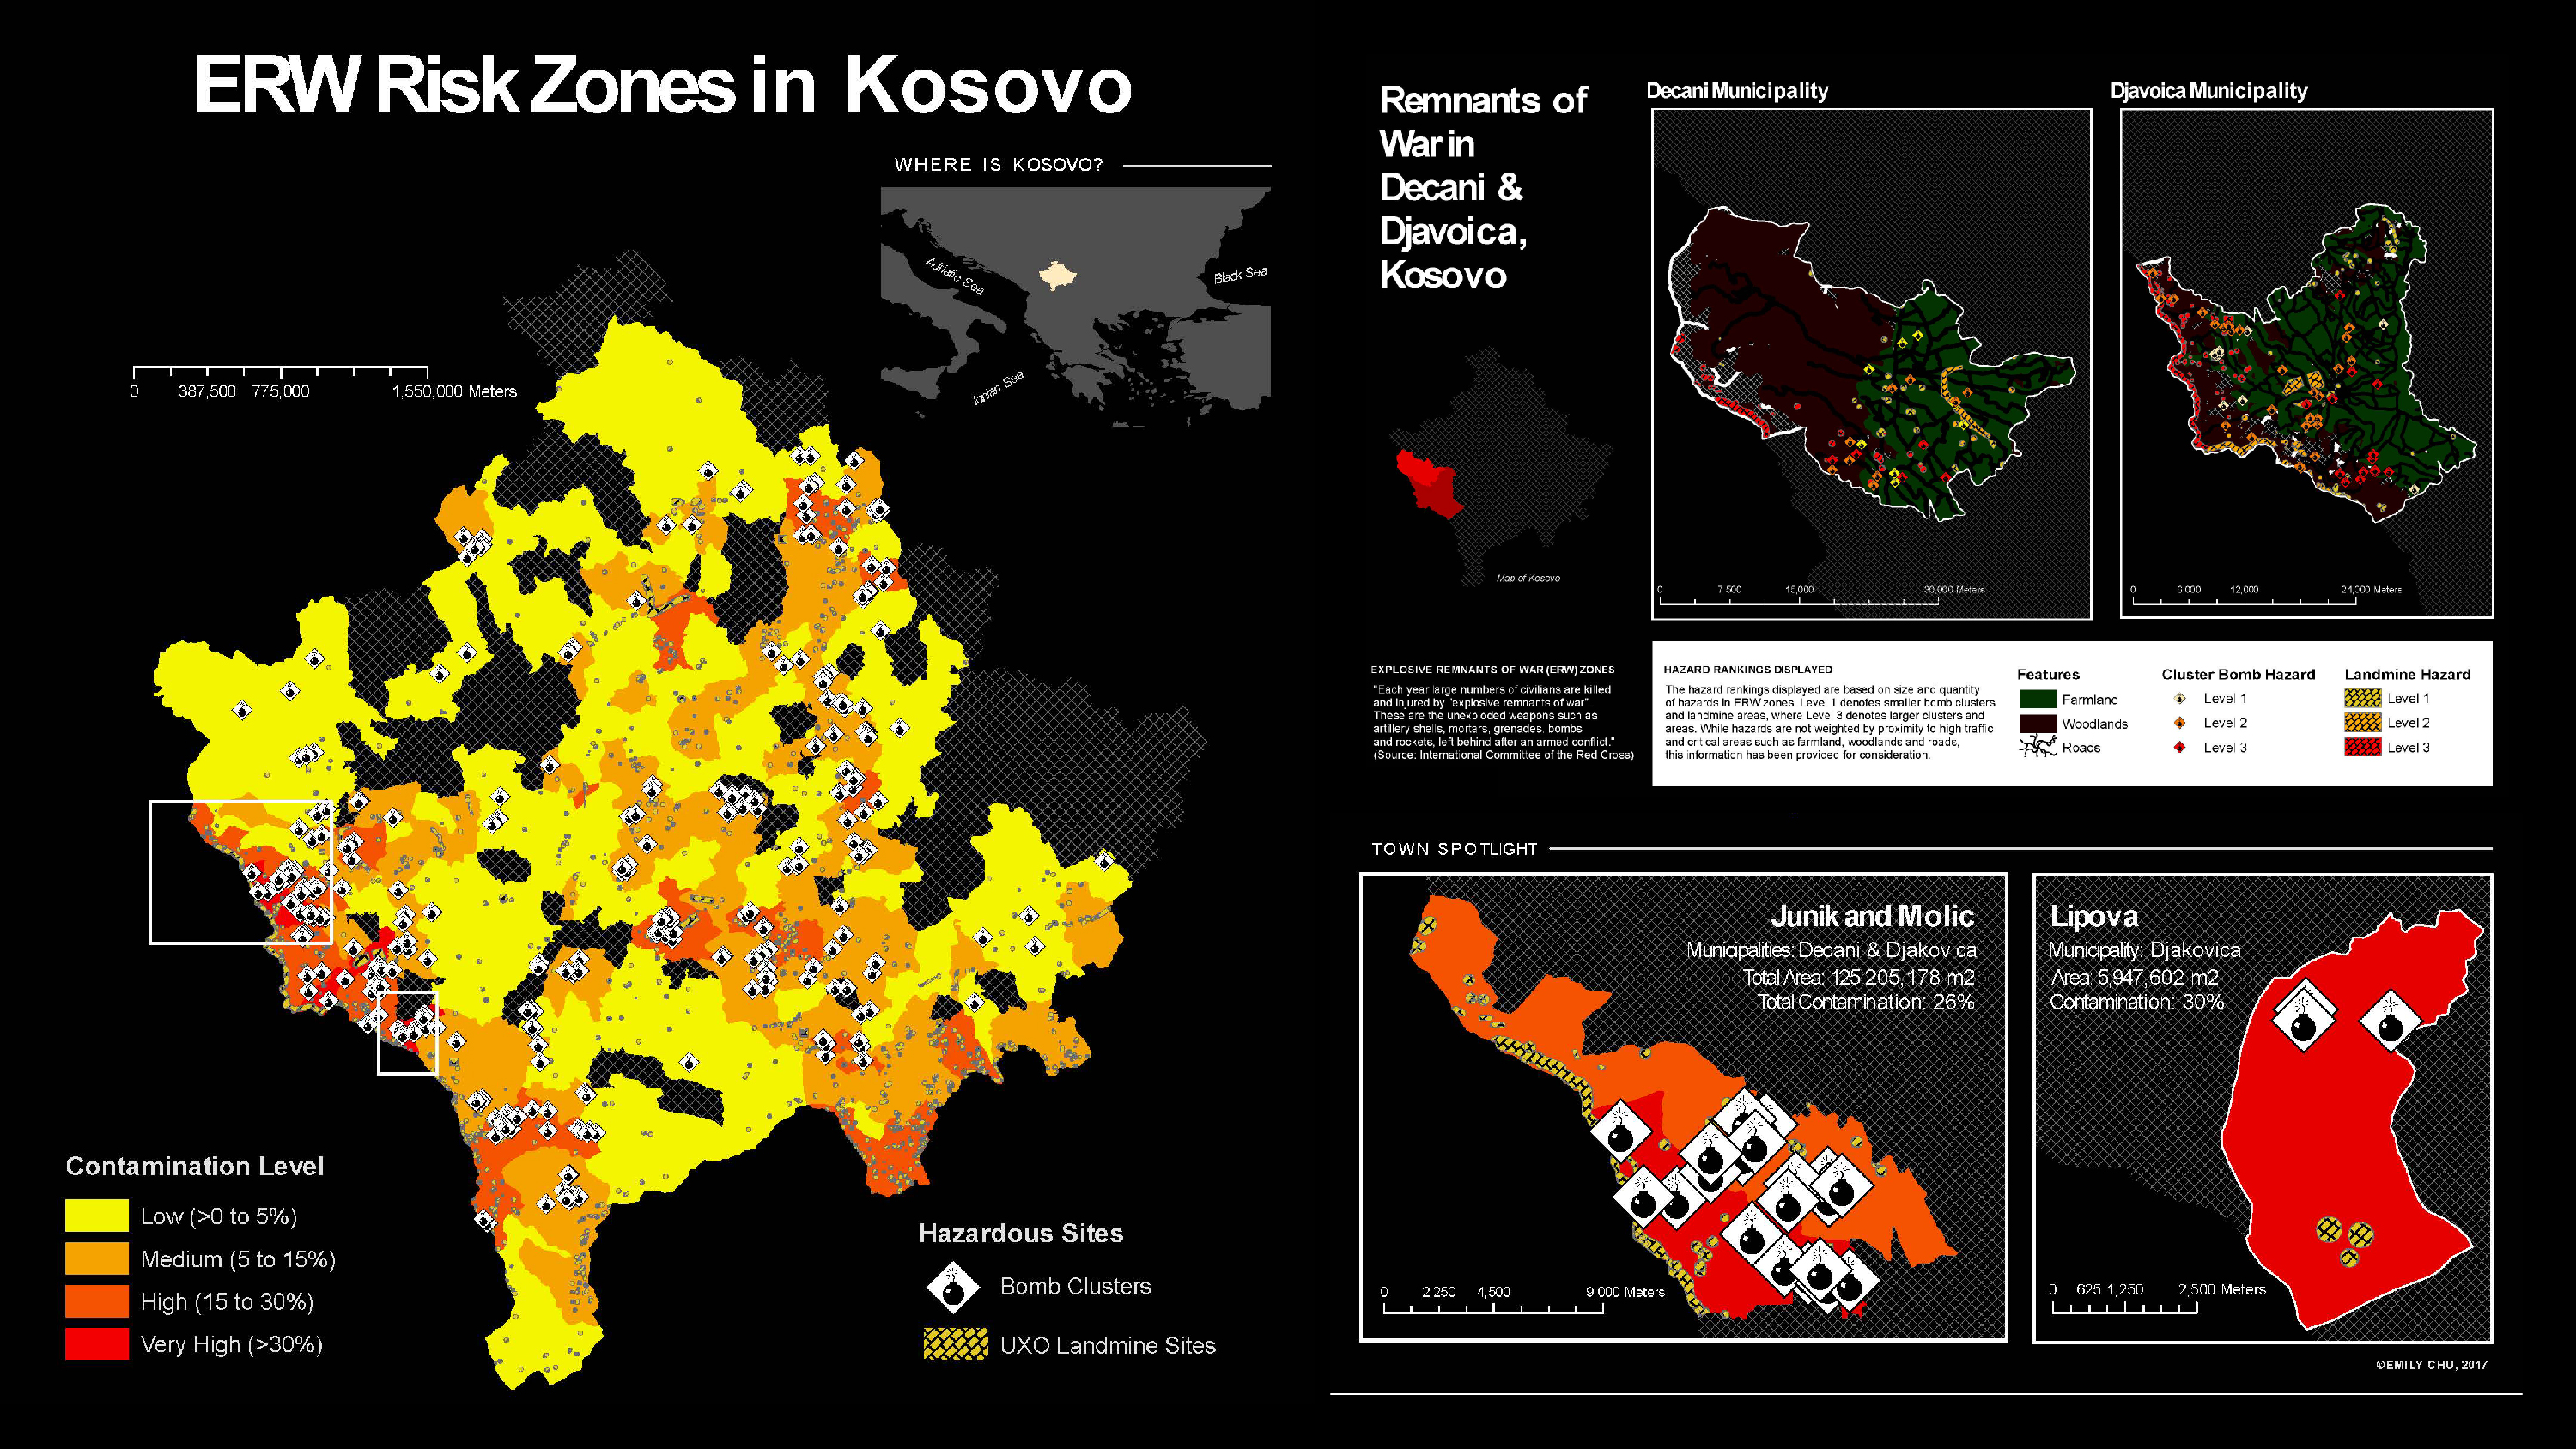 ERW Risk Zones in Kosovo
WHERE IS KOSOVO?
Adriatic Sea
Black Sea
Ionian Sea
0 387,500 775,000 1,550,000 Meters
Contamination Level
Low (>0 to 5%)
Medium (5 to 15%)
High (15 to 30%)
Very High (>30%)
Hazardous Sites
Bomb Clusters
UXO Landmine Sites
Remnants of
War in
Decani &
Djavoica,
Kosovo
Map of Kosovo
Decani Municipality
0 7 500 15,000 30,000 Meters
Djavoica Municipality
0 6 000 12,000 24,000 Meters
EXPLOSIVE REMNANTS OF WAR (ERW) ZONES
"Each year large numbers of civilians are killed
and injured by "explosive remnants of war".
These are the unexploded weapons such as
artillery shells, mortars, grenades, bombs
and rockets, left behind after an armed conflict."
(Source: International Committee of the Red Cross)
HAZARD RANKINGS DISPLAYED
The hazard rankings displayed are based on size and quantity
of hazards in ERW zones. Level 1 denotes smaller bomb clusters
and landmine areas, where Level 3 denotes larger clusters and
areas. While hazards are not weighted by proximity to high traffic
and critical areas such as farmland, woodlands and roads,
this information has been provided for consideration.
Features
Farmland
Woodlands
Roads
Cluster Bomb Hazard
Level 1
Level 2
Level 3
Landmine Hazard
Level 1
Level 2
Level 3
TOWN SPOTLIGHT
Junik and Molic
Municipalities: Decani & Djakovica
Total Area: 125,205,178 m2
Total Contamination: 26%
0 2,250 4,500 9,000 Meters
Lipova
Municipality: Djakovica
Area: 5,947,602 m2
Contamination: 30%
0 625 1,250 2,500 Meters
©EMILY CHU, 2017